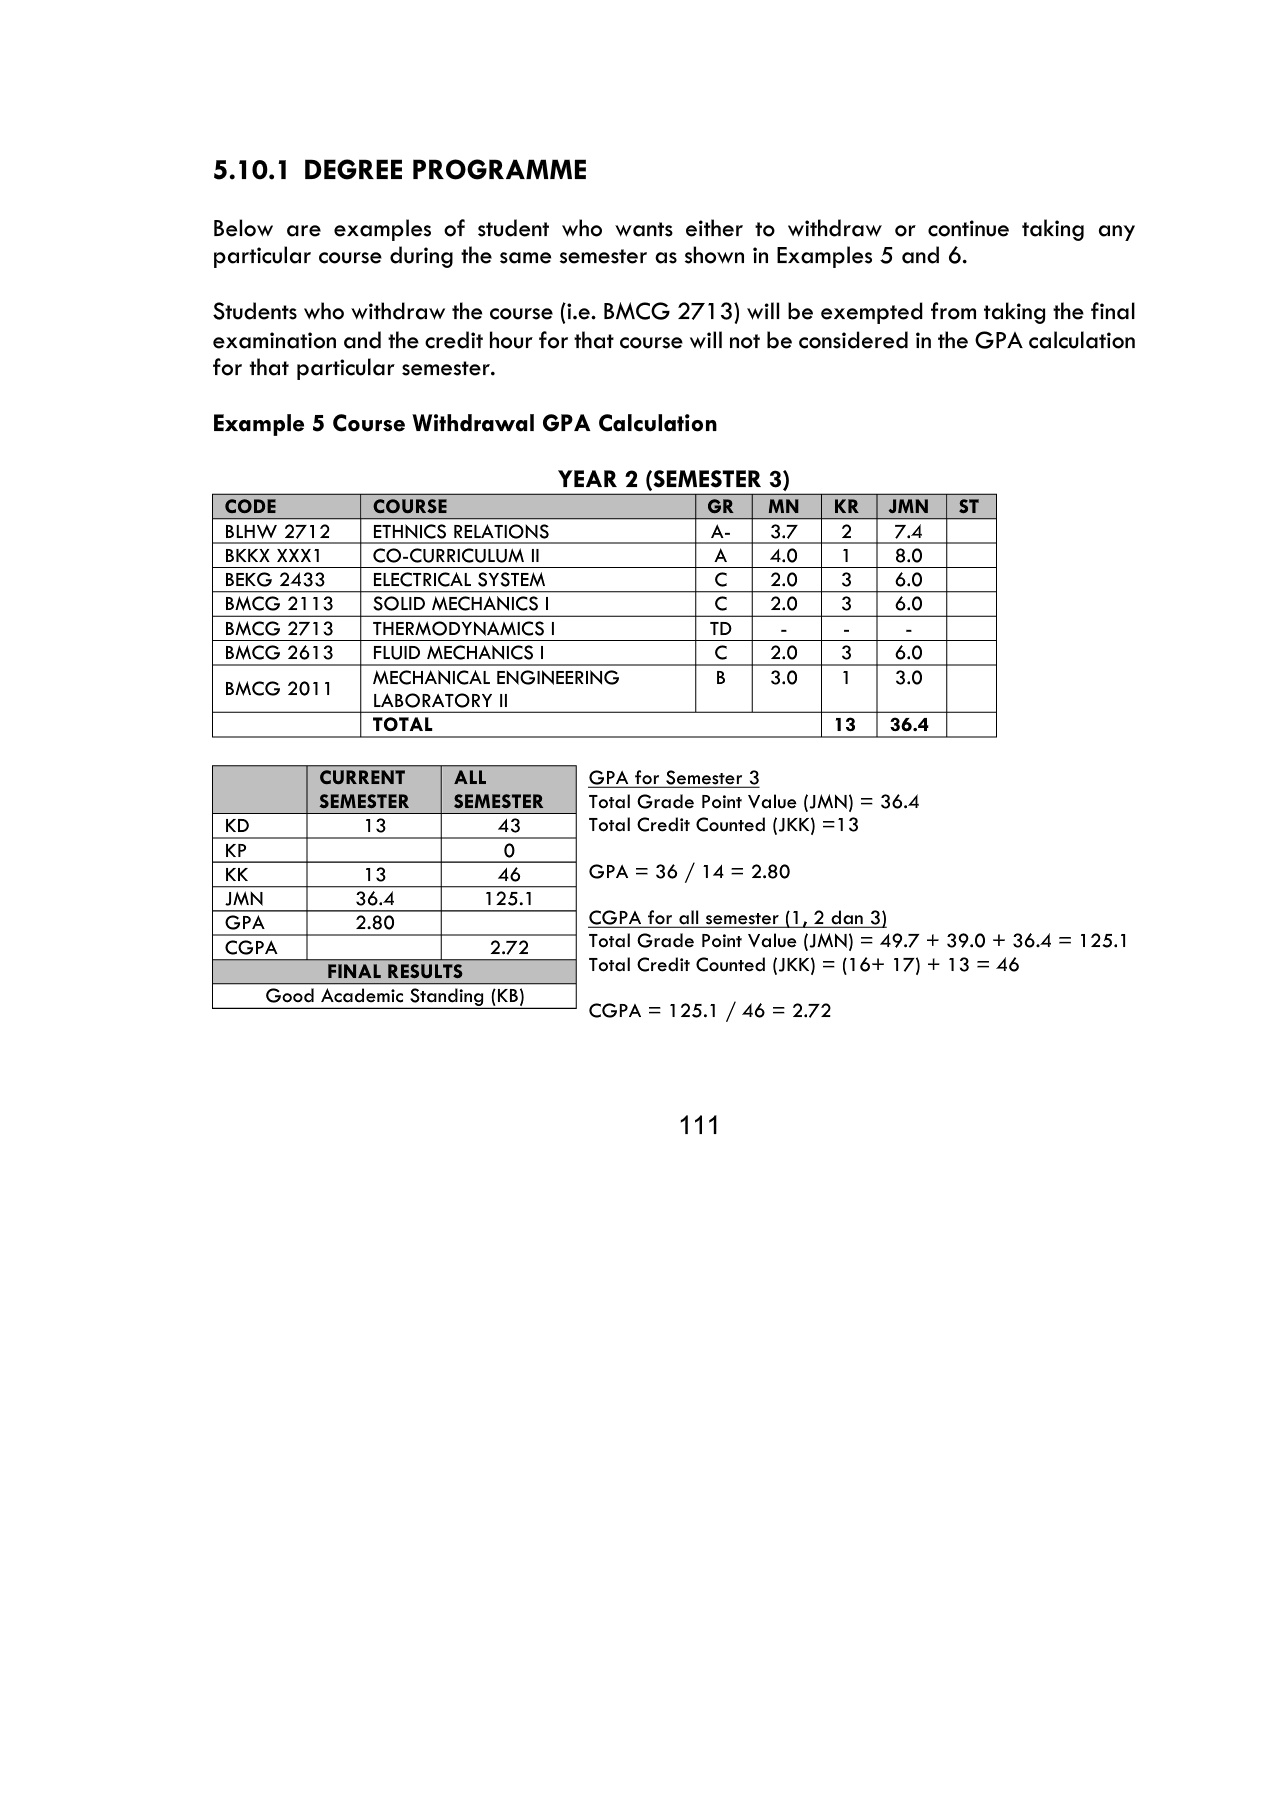 5.10.1 DEGREE PROGRAMME
Below are examples of student who wants either to withdraw or continue taking any
particular course during the same semester as shown in Examples 5 and 6.
Students who withdraw the course (i.e. BMCG 2713) will be exempted from taking the final
examination and the credit hour for that course will not be considered in the GPA calculation
for that particular semester.
Example 5 Course Withdrawal GPA Calculation
YEAR 2 (SEMESTER 3)
CODE COURSE GR MN KR JMN ST
BLHW 2712 ETHNICS RELATIONS A- 3.7 2 7.4
BKKX XXX1 CO-CURRICULUM II A 4.0 1 8.0
BEKG 2433 ELECTRICAL SYSTEM C 2.0 3 6.0
BMCG 2113 SOLID MECHANICS I C 2.0 3 6.0
BMCG 2713 THERMODYNAMICS I TD - - -
BMCG 2613 FLUID MECHANICS I C 2.0 3 6.0
BMCG 2011 MECHANICAL ENGINEERING B 3.0 1 3.0
LABORATORY II
TOTAL 13 36.4
CURRENT ALL
SEMESTER SEMESTER
KD 13 43
KP 0
KK 13 46
JMN 36.4 125.1
GPA 2.80
CGPA 2.72
FINAL RESULTS
Good Academic Standing (KB)
GPA for Semester 3
Total Grade Point Value (JMN) = 36.4
Total Credit Counted (JKK) =13
GPA = 36 / 14 = 2.80
CGPA for all semester (1, 2 dan 3)
Total Grade Point Value (JMN) = 49.7 + 39.0 + 36.4 = 125.1
Total Credit Counted (JKK) = (16+ 17) + 13 = 46
CGPA = 125.1 / 46 = 2.72
111